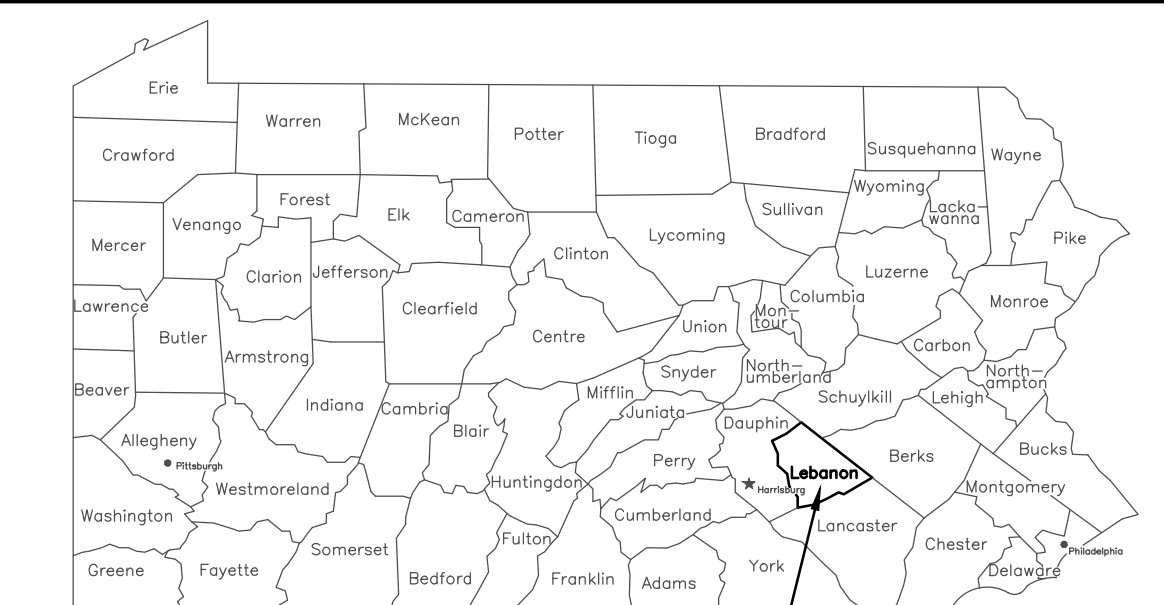 Erie
Warren
McKean
Potter
Tioga
Bradford
Susquehanna
Wayne
Crawford
Forest
Elk
Cameron
Sullivan
Wyoming
Lacka-
wanna
Venango
Mercer
Clarion
Jefferson
Clinton
Lycoming
Luzerne
Pike
Lawrence
Butler
Clearfield
Centre
Union
Mon-
tour
Columbia
Monroe
Armstrong
Snyder
North-
umberland
Carbon
North-
ampton
Beaver
Indiana
Cambria
Blair
Mifflin
Juniata
Schuylkill
Lehigh
Allegheny
Pittsburgh
Dauphin
Perry
Lebanon
Berks
Bucks
Westmoreland
Huntingdon
Harrisburg
Montgomery
Washington
Cumberland
Lancaster
Somerset
Fulton
Chester
Philadelphia
Greene
Fayette
Bedford
Franklin
Adams
York
Delaware